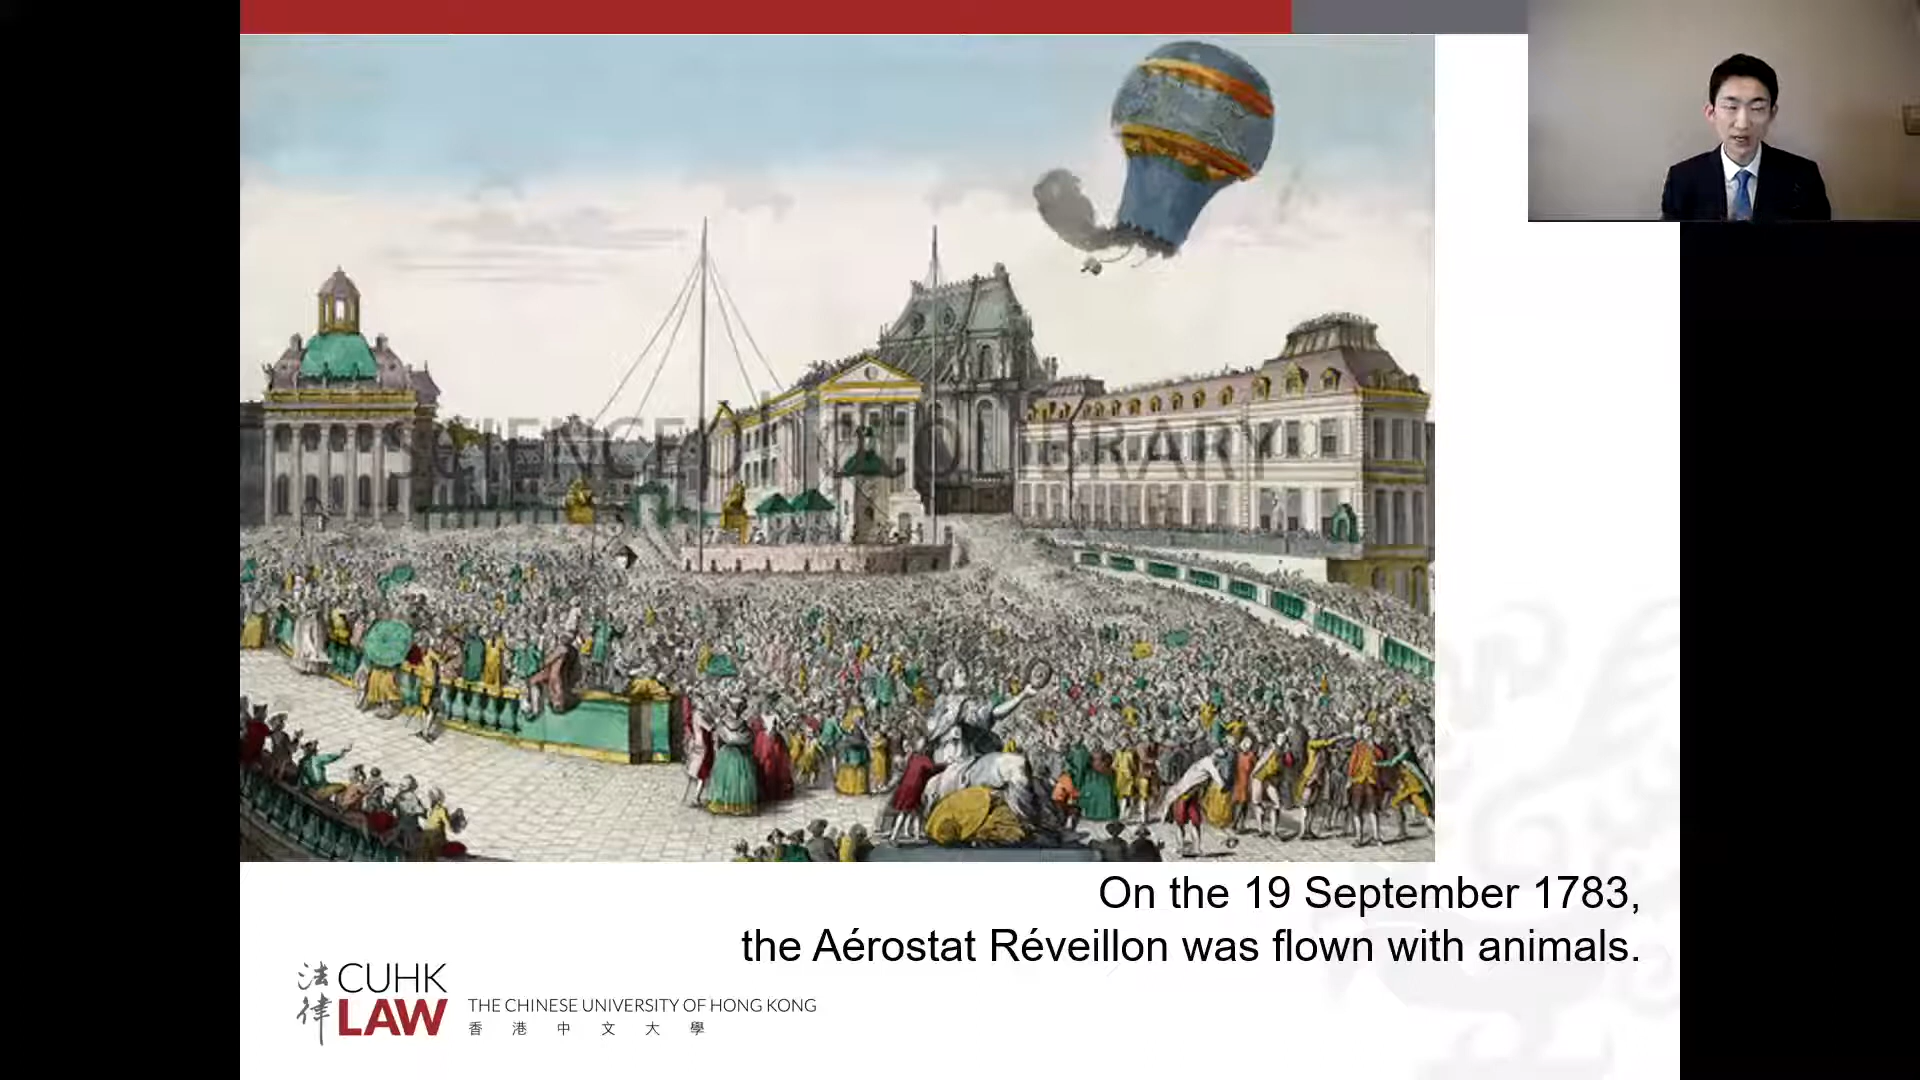 SCIENCEPHOTOLIBRARY
On the 19 September 1783,
the Aérostat Réveillon was flown with animals.
法律
CUHK
LAW
THE CHINESE UNIVERSITY OF HONG KONG
香港中文大學